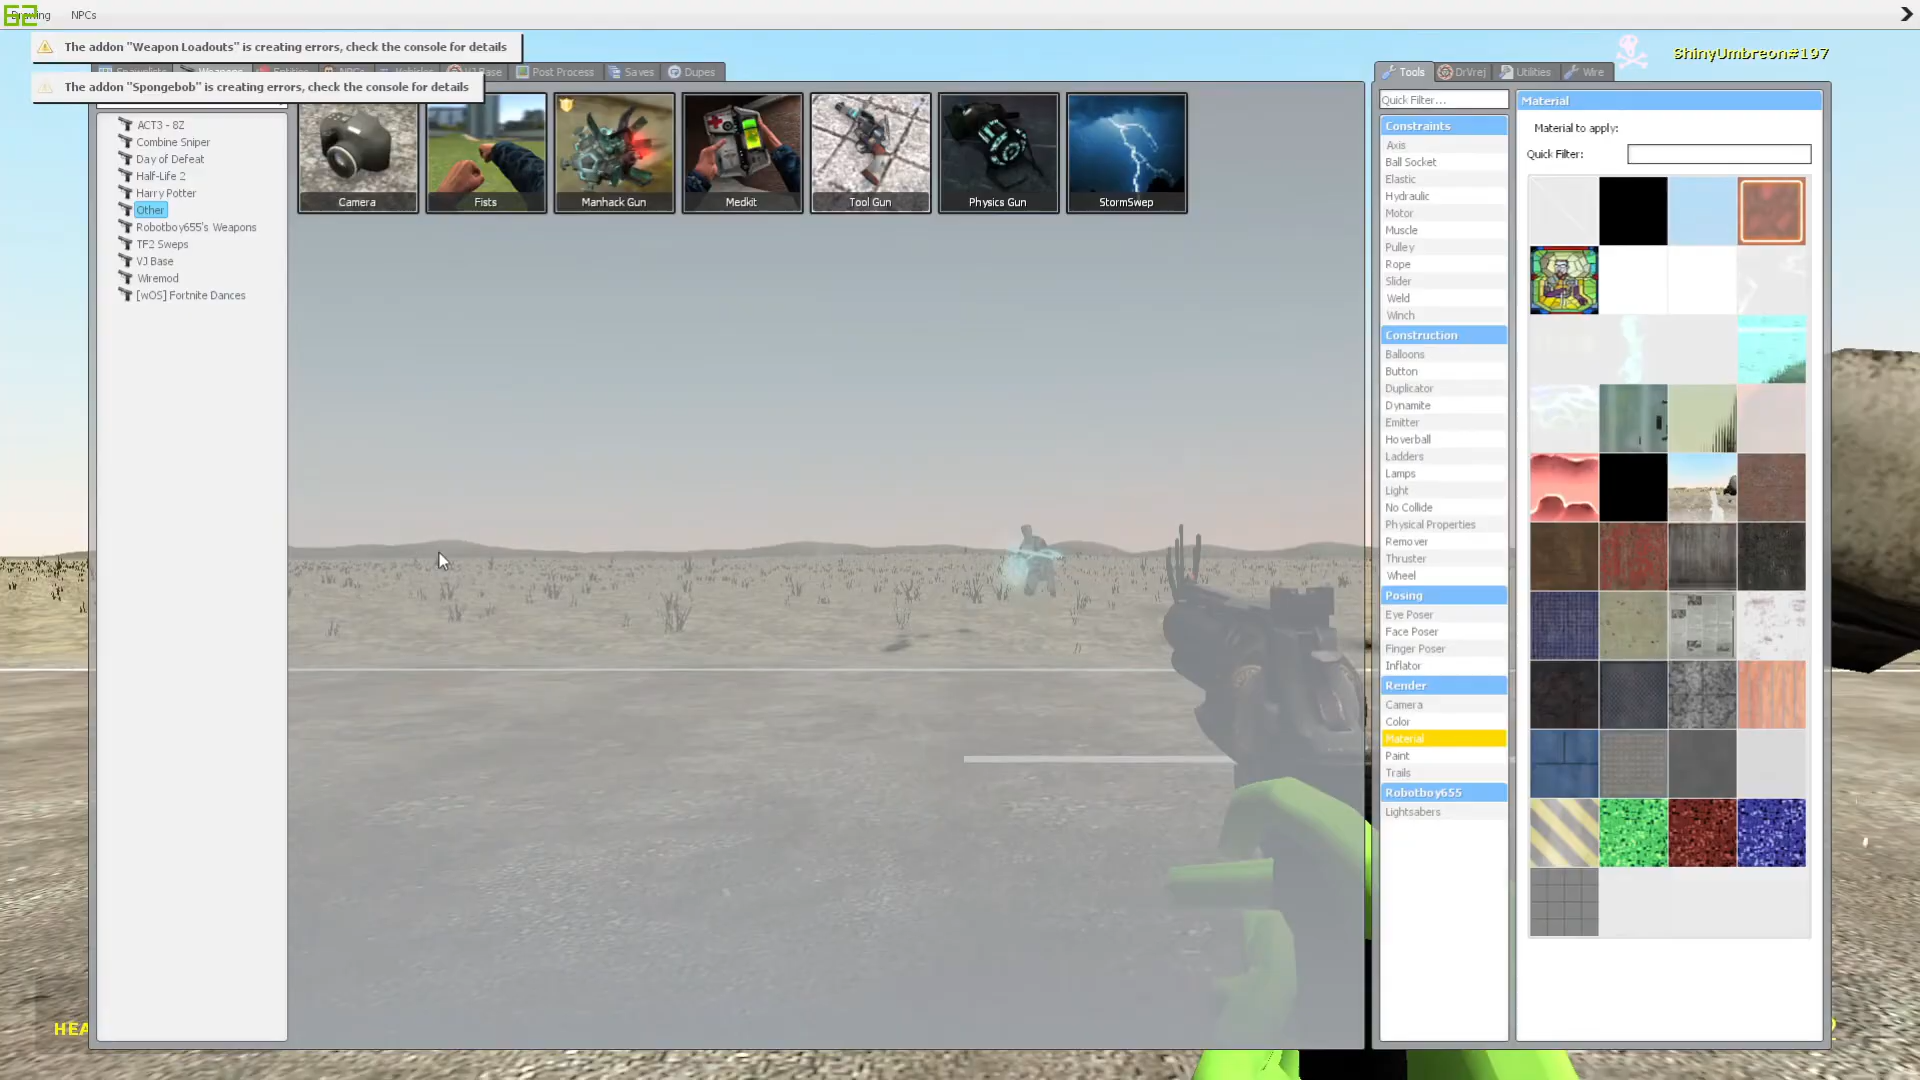 NPCs
62
The addon "Weapon Loadouts" is creating errors, check the console for details
ShinyUmbreon#197
Post Process
Saves
Dupes
The addon "Spongebob" is creating errors, check the console for details
ACT3 - 8Z
Combine Sniper
Day of Defeat
Half-Life 2
Harry Potter
Other
Robotboy655's Weapons
TF2 Sweps
VJ Base
Wiremod
[wOS] Fortnite Dances
Camera
Fists
Manhack Gun
Medkit
Tool Gun
Physics Gun
StormSwep
Tools
DrVrej
Utilities
Wire
Quick Filter...
Constraints
Axis
Ball Socket
Elastic
Hydraulic
Motor
Muscle
Pulley
Rope
Slider
Weld
Winch
Construction
Balloons
Button
Duplicator
Dynamite
Emitter
Hoverball
Ladders
Lamps
Light
No Collide
Physical Properties
Remover
Thruster
Wheel
Posing
Eye Poser
Face Poser
Finger Poser
Inflator
Render
Camera
Color
Material
Paint
Trails
Robotboy655
Lightsabers
Material
Material to apply:
Quick Filter:
HEA